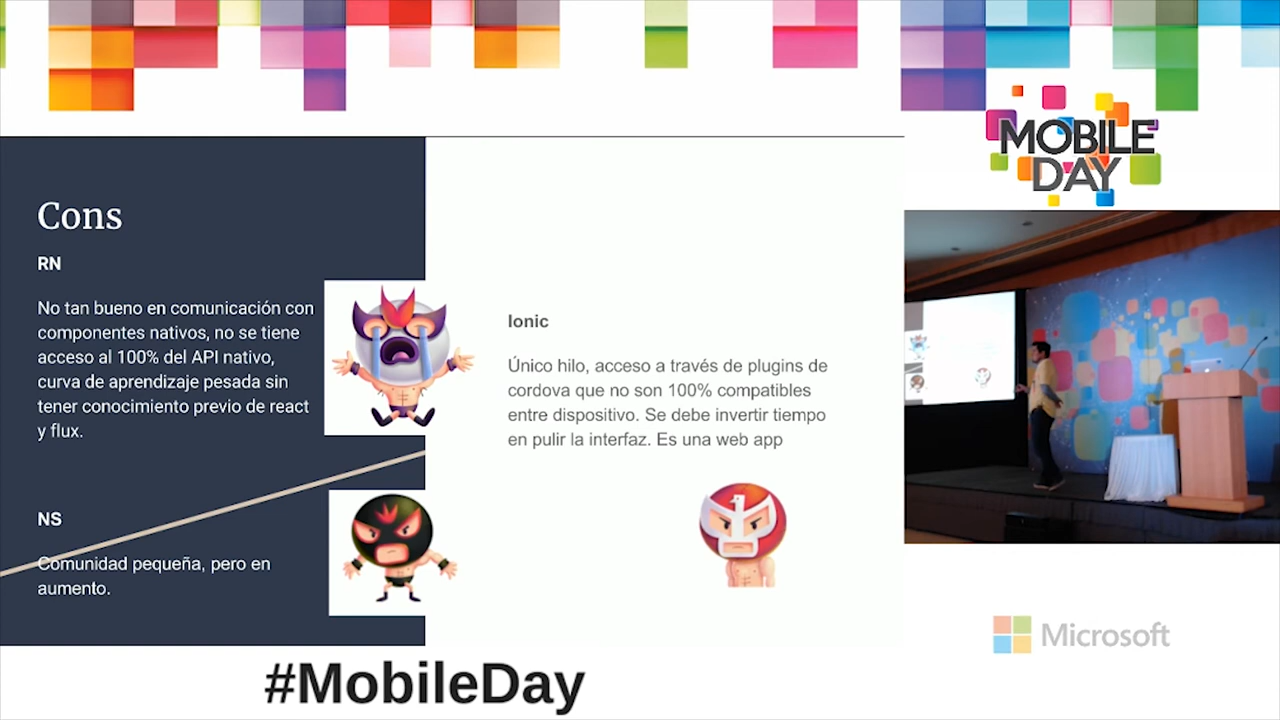 MOBILE
DAY
Cons
RN
No tan bueno en comunicación con
componentes nativos, no se tiene
acceso al 100% del API nativo,
curva de aprendizaje pesada sin
tener conocimiento previo de react
y flux.
NS
Comunidad pequeña, pero en
aumento.
Ionic
Único hilo, acceso a través de plugins de
cordova que no son 100% compatibles
entre dispositivo. Se debe invertir tiempo
en pulir la interfaz. Es una web app
Microsoft
#MobileDay